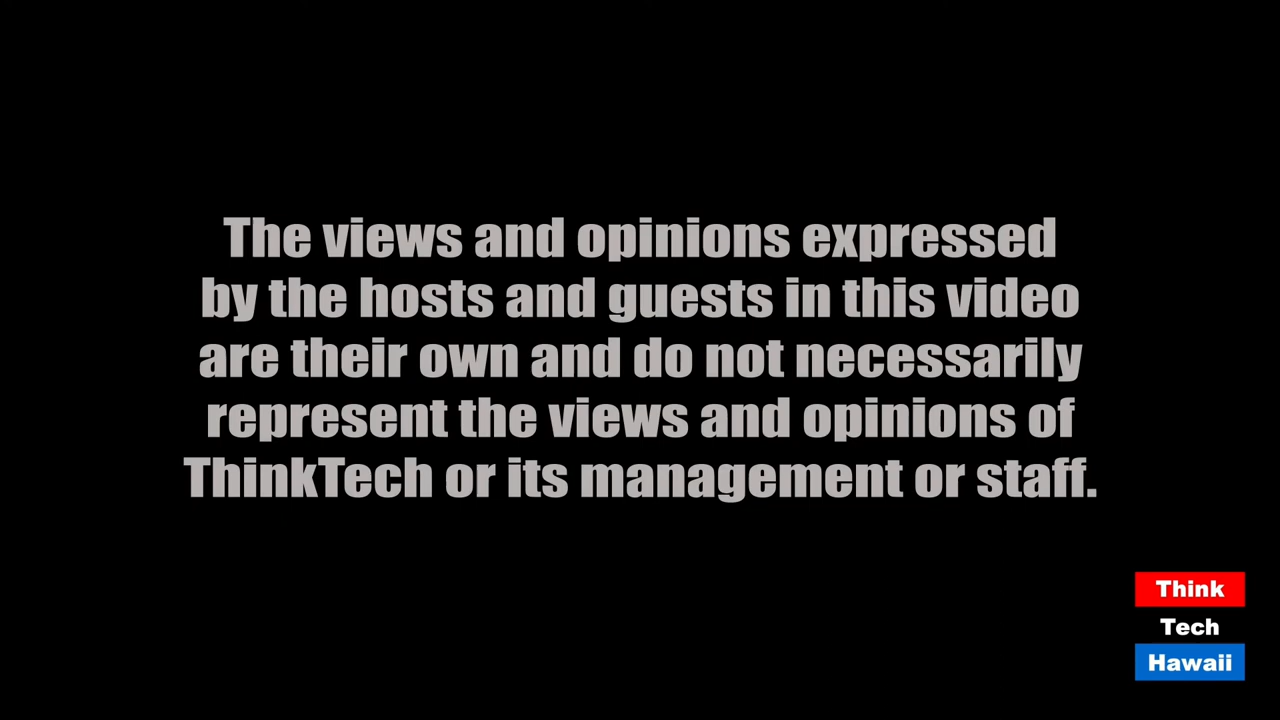 The views and opinions expressed
by the hosts and guests in this video
are their own and do not necessarily
represent the views and opinions of
ThinkTech or its management or staff.
Think
Tech
Hawaii